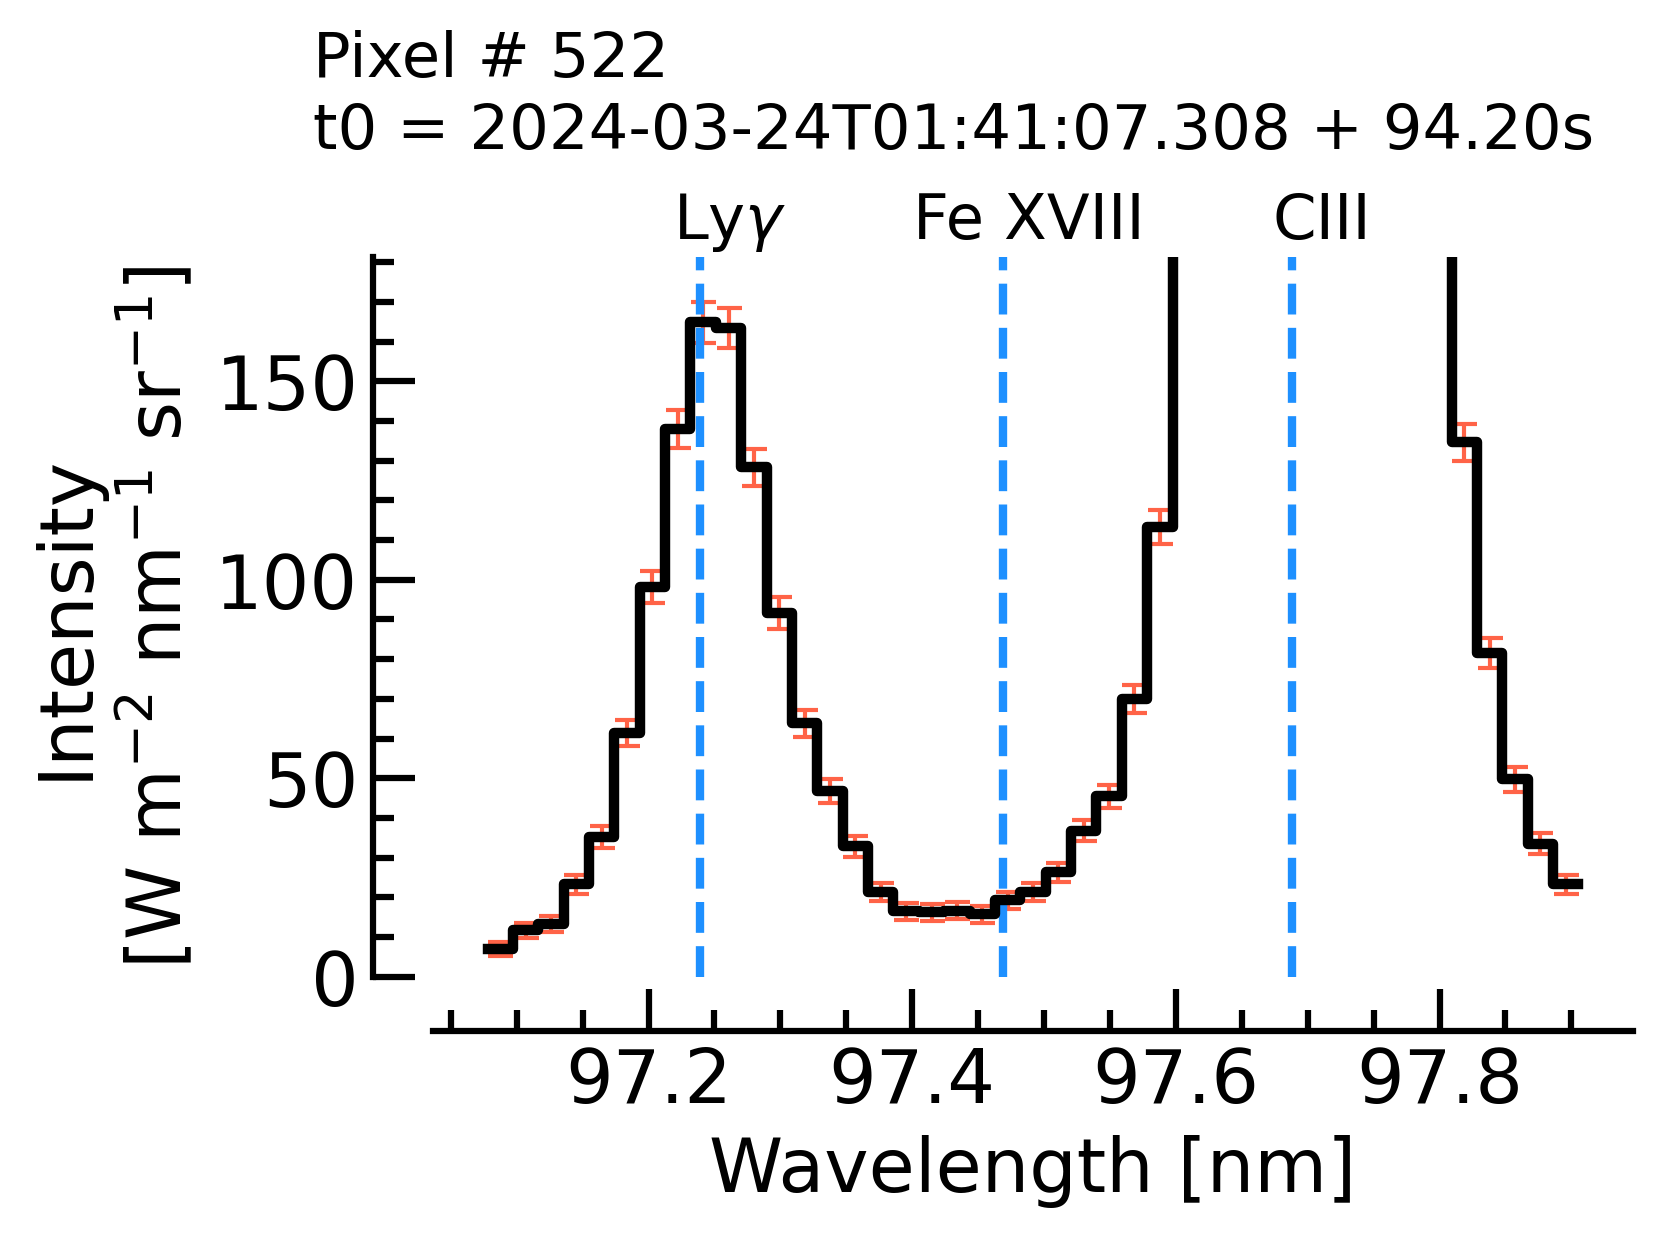 Pixel # 522
t0 = 2024-03-24T01:41:07.308 + 94.20s
Lyγ Fe XVIII CIII
Intensity
[W m⁻² nm⁻¹ sr⁻¹]
150
100
50
0
97.2 97.4 97.6 97.8
Wavelength [nm]